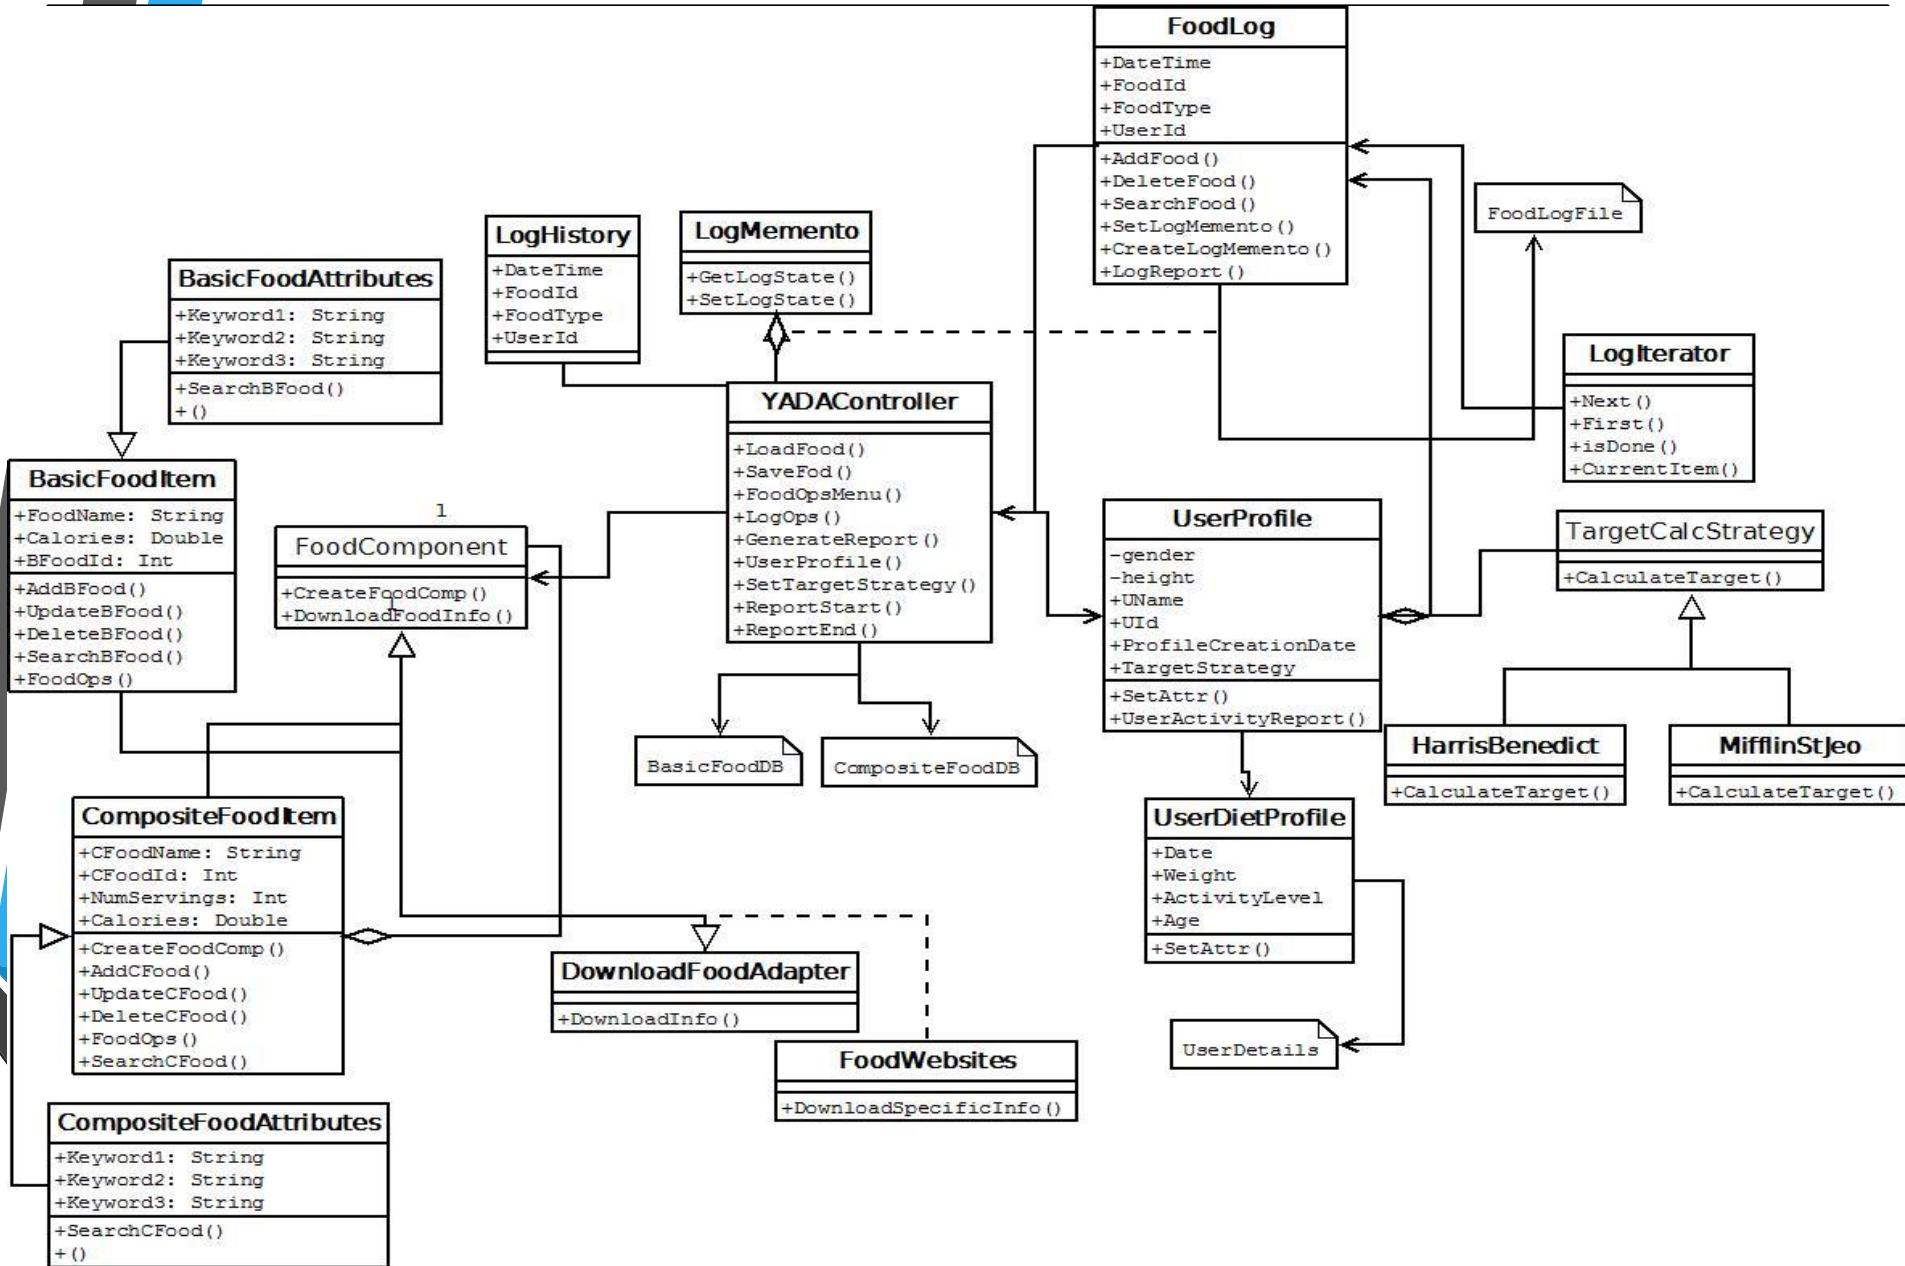 FoodLog
+DateTime
+FoodId
+FoodType
+UserId
+AddFood()
+DeleteFood()
+SearchFood()
+SetLogMemento()
+CreateLogMemento()
+LogReport()
FoodLogFile
LogHistory
+DateTime
+FoodId
+FoodType
+UserId
LogMemento
+GetLogState()
+SetLogState()
BasicFoodAttributes
+Keyword1: String
+Keyword2: String
+Keyword3: String
+SearchBFood()
+()
LogIterator
+Next()
+First()
+isDone()
+CurrentItem()
YADAController
+LoadFood()
+SaveFod()
+FoodOpsMenu()
+LogOps()
+GenerateReport()
+UserProfile()
+SetTargetStrategy()
+ReportStart()
+ReportEnd()
BasicFoodItem
+FoodName: String
+Calories: Double
+BFoodId: Int
+AddBFood()
+UpdateBFood()
+DeleteBFood()
+SearchBFood()
+FoodOps()
1
FoodComponent
+CreateFoodComp()
1
+DownloadFoodInfo()
UserProfile
-gender
-height
+UName
+UId
+ProfileCreationDate
+TargetStrategy
+SetAttr()
+UserActivityReport()
TargetCalcStrategy
+CalculateTarget()
HarrisBenedict
+CalculateTarget()
MifflinStJeo
+CalculateTarget()
BasicFoodDB
CompositeFoodDB
CompositeFoodItem
+CFoodName: String
+CFoodId: Int
+NumServings: Int
+Calories: Double
+CreateFoodComp()
+AddCFood()
+UpdateCFood()
+DeleteCFood()
+FoodOps()
+SearchCFood()
UserDietProfile
+Date
+Weight
+ActivityLevel
+Age
+SetAttr()
DownloadFoodAdapter
+DownloadInfo()
UserDetails
FoodWebsites
+DownloadSpecificInfo()
CompositeFoodAttributes
+Keyword1: String
+Keyword2: String
+Keyword3: String
+SearchCFood()
+()